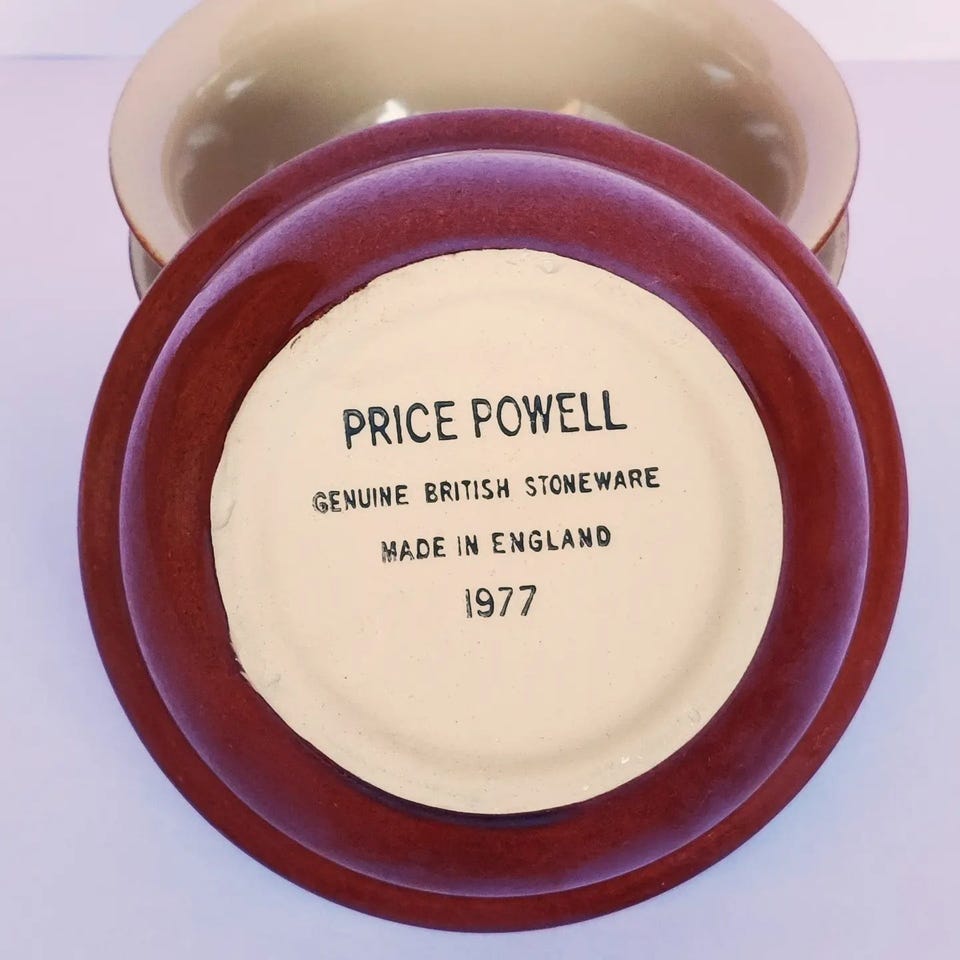 PRICE POWELL
GENUINE BRITISH STONEWARE
MADE IN ENGLAND
1977